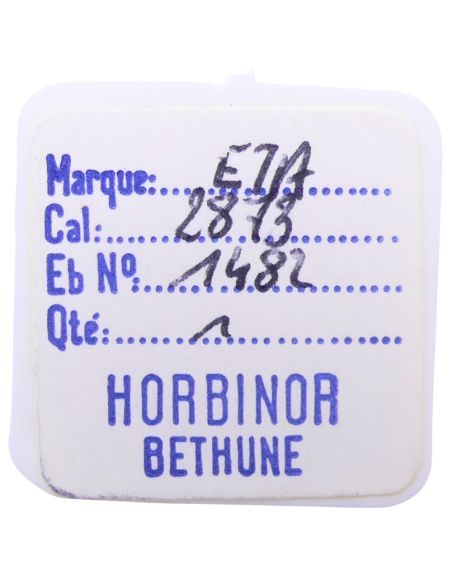 Marque: ETA
Cal: 2873
Eb Nº: 1482
Qté: 1
HORBINOR
BETHUNE